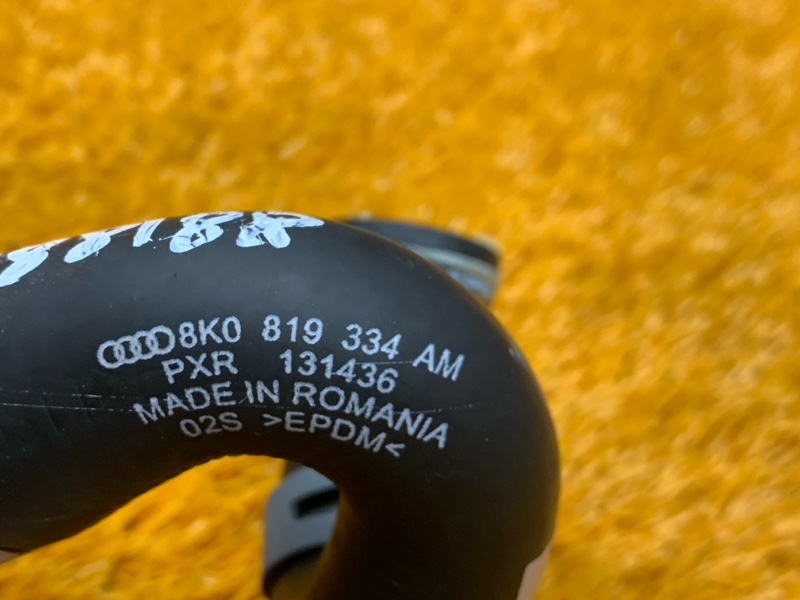 8K0 819 334 AM
PXR 131436
MADE IN ROMANIA
02S >EPDM<